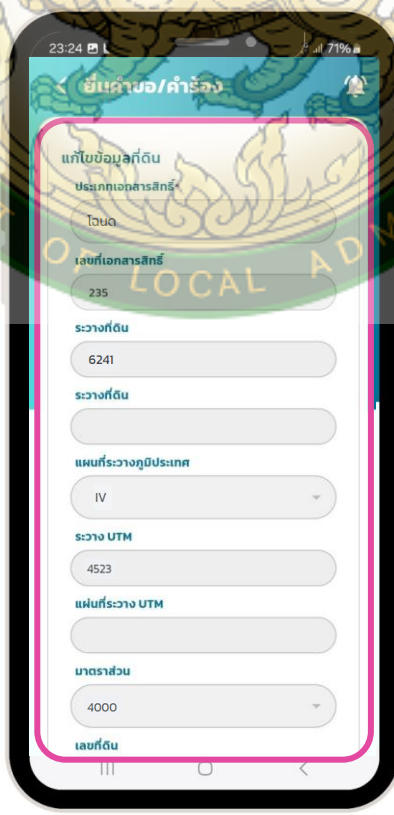 23:24
71%
ยื่นคำขอ/คำร้อง
แก้ไขข้อมูลที่ดิน
ประเภทเอกสารสิทธิ์*
โฉนด
เลขที่เอกสารสิทธิ์
OF LOCAL ADM
235
ระวางที่ดิน
6241
ระวางที่ดิน
แผนที่ระวางภูมิประเทศ
IV
ระวาง UTM
4523
แผ่นที่ระวาง UTM
มาตราส่วน
4000
เลขที่ดิน